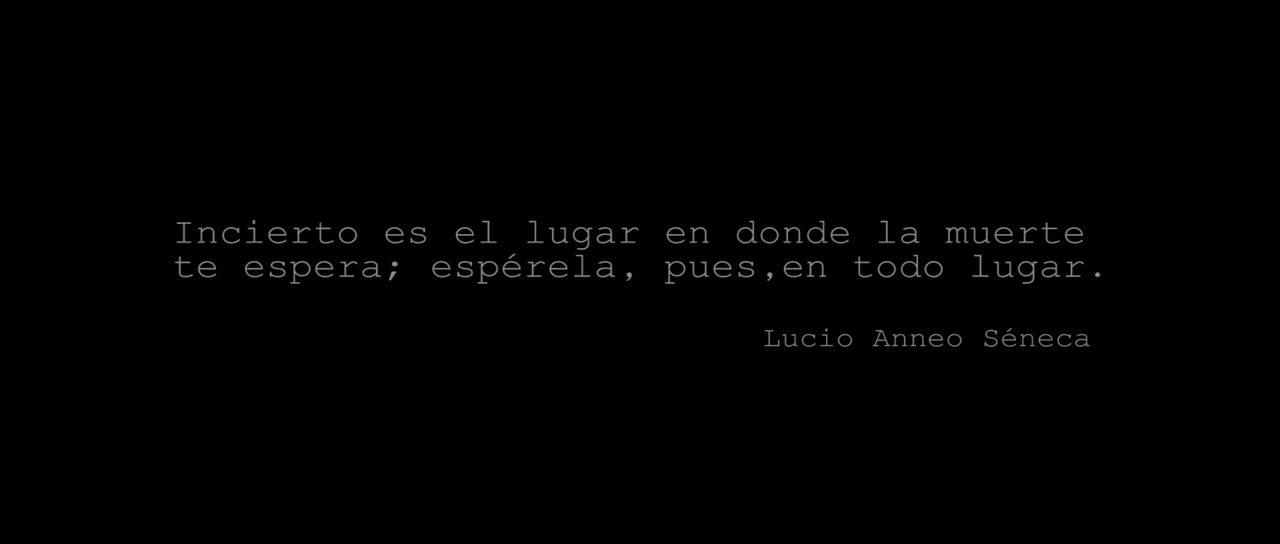 Incierto es el lugar en donde la muerte
te espera; espérela, pues,en todo lugar.
Lucio Anneo Séneca